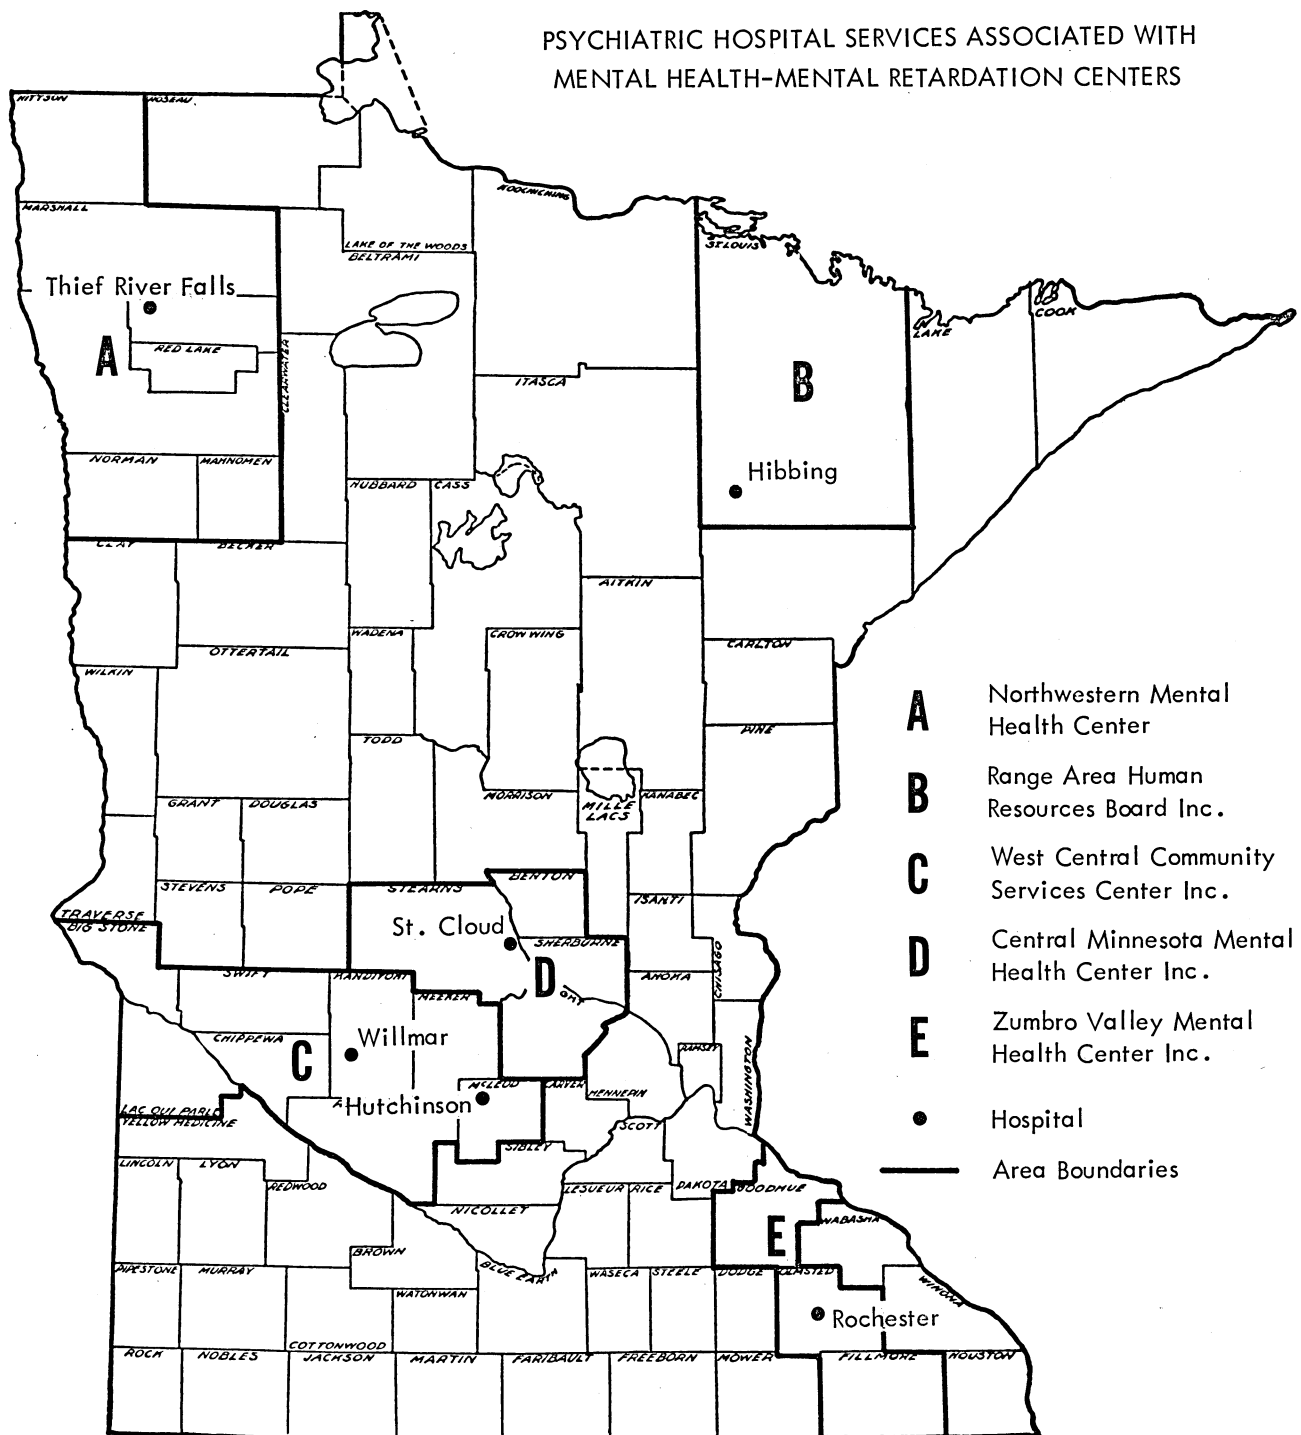 PSYCHIATRIC HOSPITAL SERVICES ASSOCIATED WITH
MENTAL HEALTH-MENTAL RETARDATION CENTERS
KITTSON
ROSEAU
KOOCHICHING
MARSHALL
LAKE OF THE WOODS
BELTRAMI
ST. LOUIS
Thief River Falls
COOK
LAKE
A
RED LAKE
CLEARWATER
ITASCA
B
NORMAN
MAHNOMEN
Hibbing
HUBBARD
CASS
CLAY
BECKER
AITKIN
WADENA
CROW WING
CARLTON
OTTERTAIL
WILKIN
PINE
TODD
GRANT
DOUGLAS
MORRISON
MILLE
LACS
KANABEC
A
Northwestern Mental
Health Center
B
Range Area Human
Resources Board Inc.
C
West Central Community
Services Center Inc.
D
Central Minnesota Mental
Health Center Inc.
E
Zumbro Valley Mental
Health Center Inc.
Hospital
Area Boundaries
STEVENS
POPE
STEARNS
BENTON
ISANTI
TRAVERSE
BIG STONE
St. Cloud
SHERBURNE
CHISAGO
SWIFT
KANDIYOHI
D
ANOKA
MEEKER
GHT
CHIPPEWA
C
Willmar
RAMSEY
WASHINGTON
McLEOD
CARVER
HENNEPIN
Hutchinson
LAC QUI PARLE
YELLOW MEDICINE
SCOTT
SIBLEY
LINCOLN
LYON
REDWOOD
LESUEUR
RICE
DAKOTA
GOODHUE
NICOLLET
WABASHA
E
BROWN
BLUE EARTH
PIPESTONE
MURRAY
WASECA
STEELE
DODGE
OLMSTED
WINONA
WATONWAN
Rochester
COTTONWOOD
ROCK
NOBLES
JACKSON
MARTIN
FARIBAULT
FREEBORN
MOWER
FILLMORE
HOUSTON